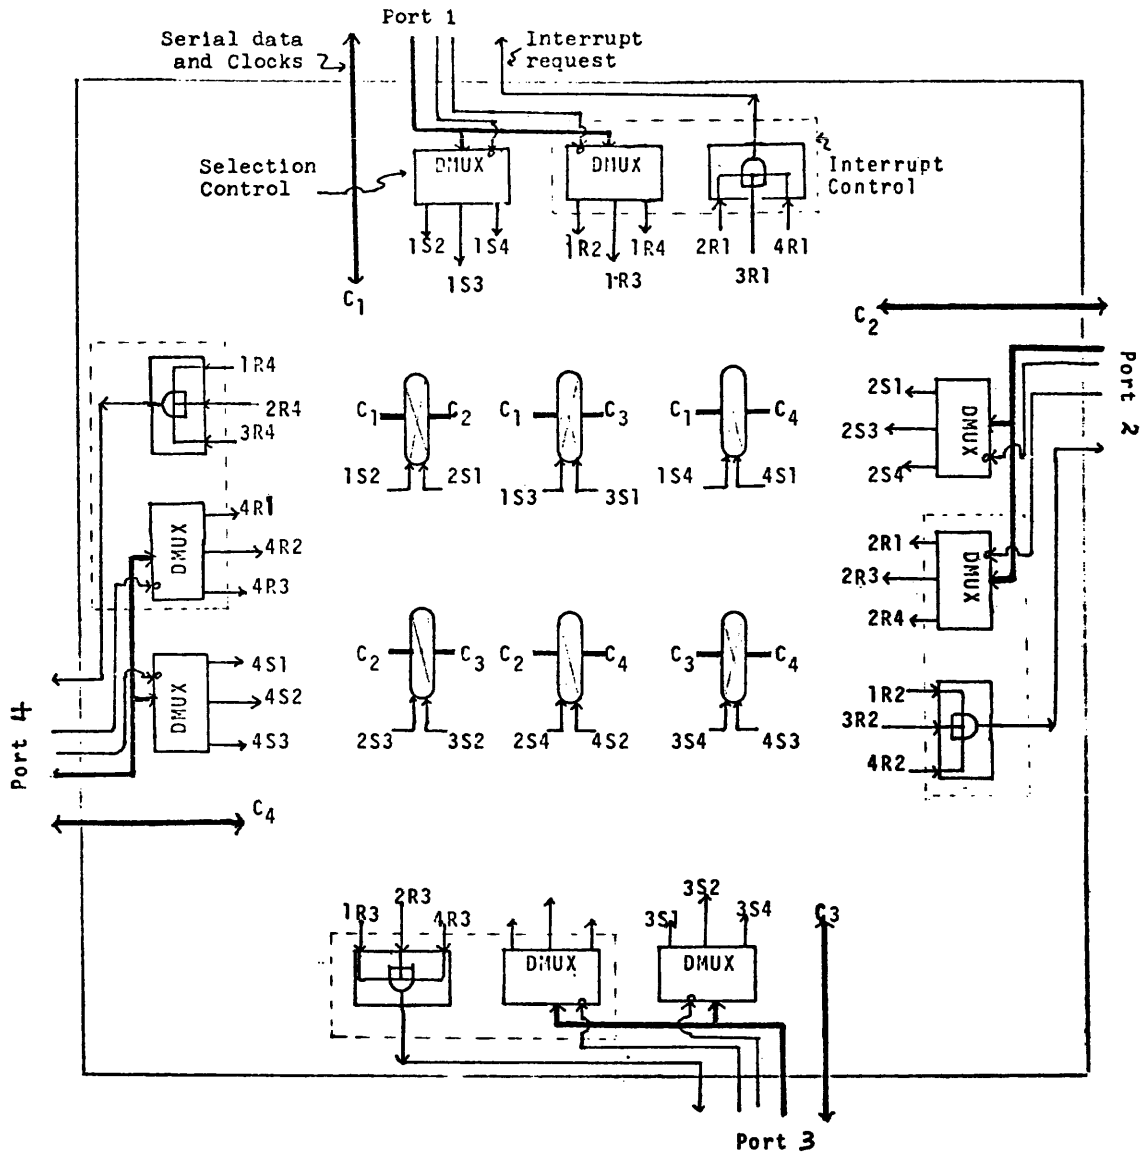 Port 1
Serial data
and Clocks
Interrupt
request
Selection
Control
DMUX
DMUX
Interrupt
Control
1S2
1S4
1S3
1R2
1R4
1R3
2R1
4R1
3R1
C1
C2
Port 2
1R4
2R4
3R4
C1
C2
1S2
2S1
C1
C3
1S3
3S1
C1
C4
1S4
4S1
2S1
2S3
2S4
DMUX
4R1
4R2
4R3
DMUX
2R1
2R3
2R4
DMUX
4S1
4S2
4S3
DMUX
C2
C3
2S3
3S2
C2
C4
2S4
4S2
C3
C4
3S4
4S3
1R2
3R2
4R2
Port 4
C4
1R3
2R3
4R3
DMUX
3S1
3S2
3S4
DMUX
C3
Port 3